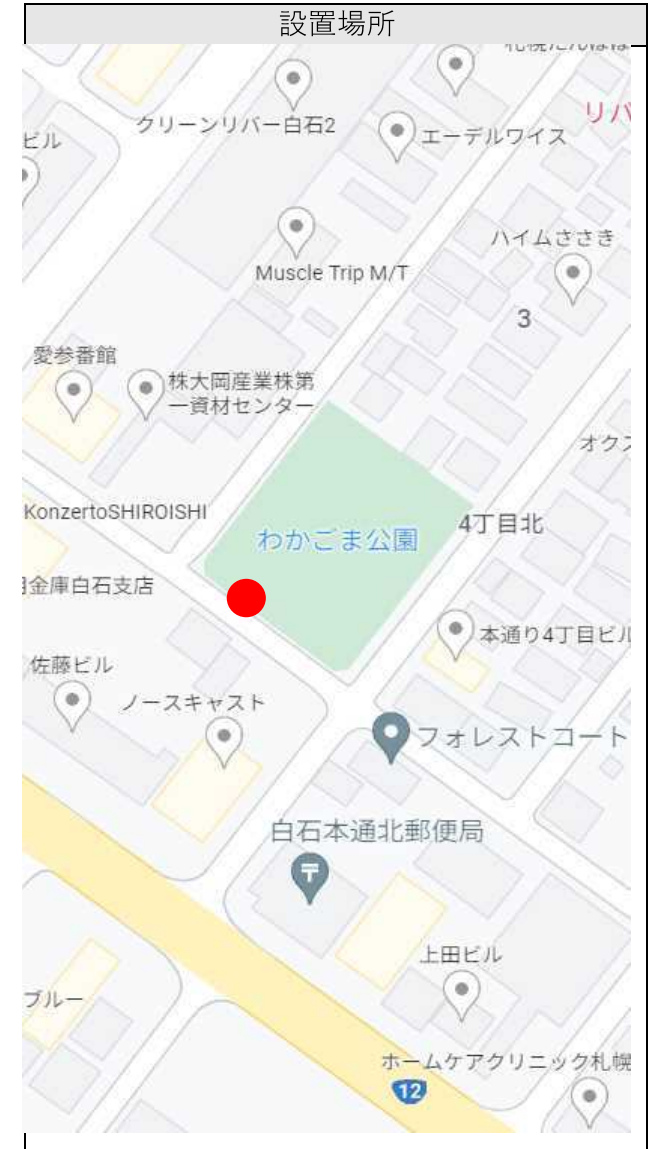 設置場所
クリーンリバー白石2
リバ
ビル
エーデルワイス
ハイムささき
Muscle Trip M/T
3
愛参番館
株大岡産業株第
一資材センター
オクス
KonzertoSHIROISHI
4丁目北
わかごま公園
金庫白石支店
本通り4丁目ビル
佐藤ビル
ノースキャスト
フォレストコート
白石本通北郵便局
〒
上田ビル
ブルー
ホームケアクリニック札幌
12